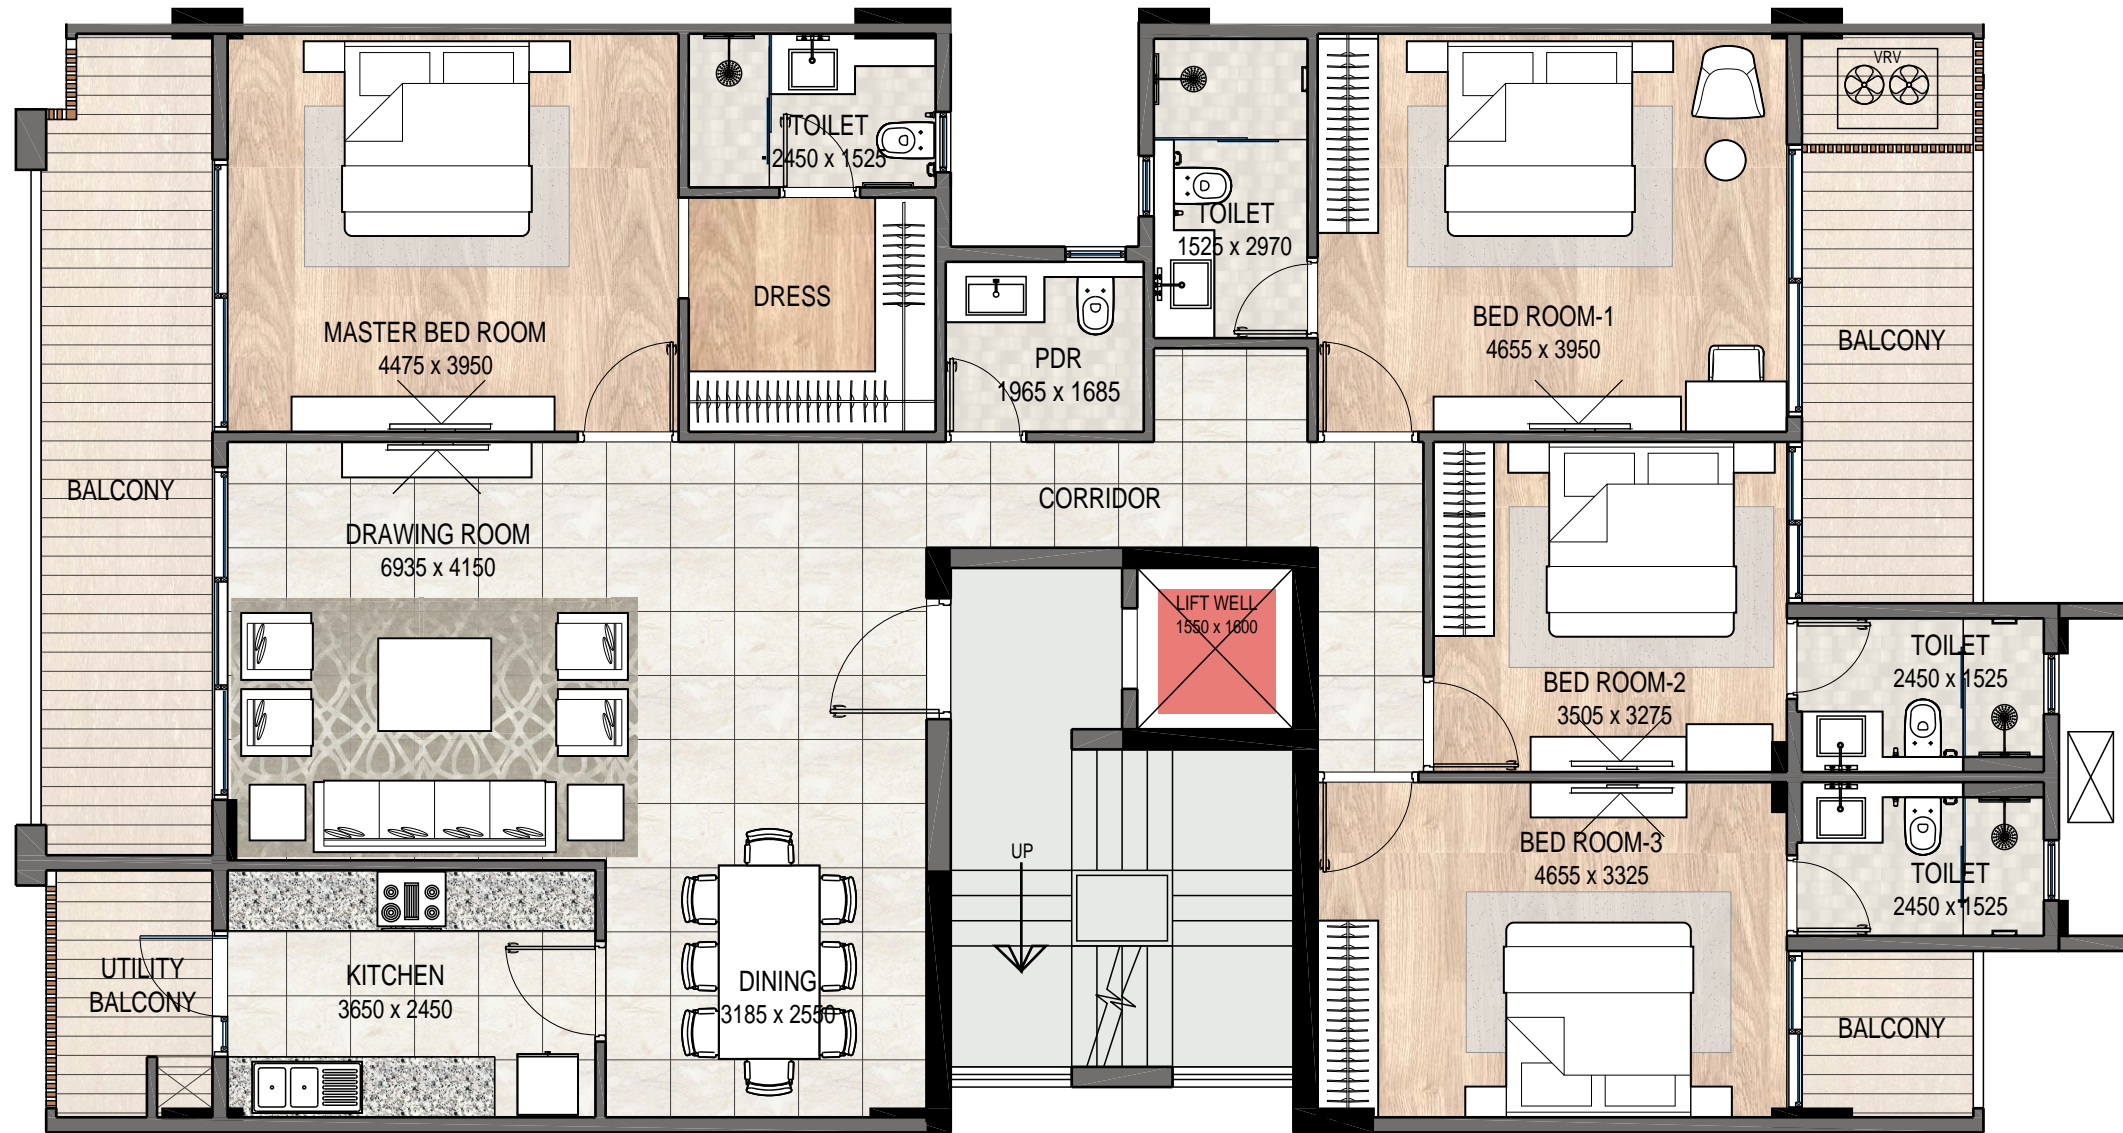 VRV
TOILET
2450 x 1525
TOILET
1525 x 2970
DRESS
MASTER BED ROOM
4475 x 3950
BED ROOM-1
4655 x 3950
BALCONY
PDR
1965 x 1685
BALCONY
CORRIDOR
DRAWING ROOM
6935 x 4150
LIFT WELL
1550 x 1600
TOILET
2450 x 1525
BED ROOM-2
3505 x 3275
UP
BED ROOM-3
4655 x 3325
TOILET
2450 x 1525
UTILITY
BALCONY
KITCHEN
3650 x 2450
DINING
3185 x 2550
BALCONY